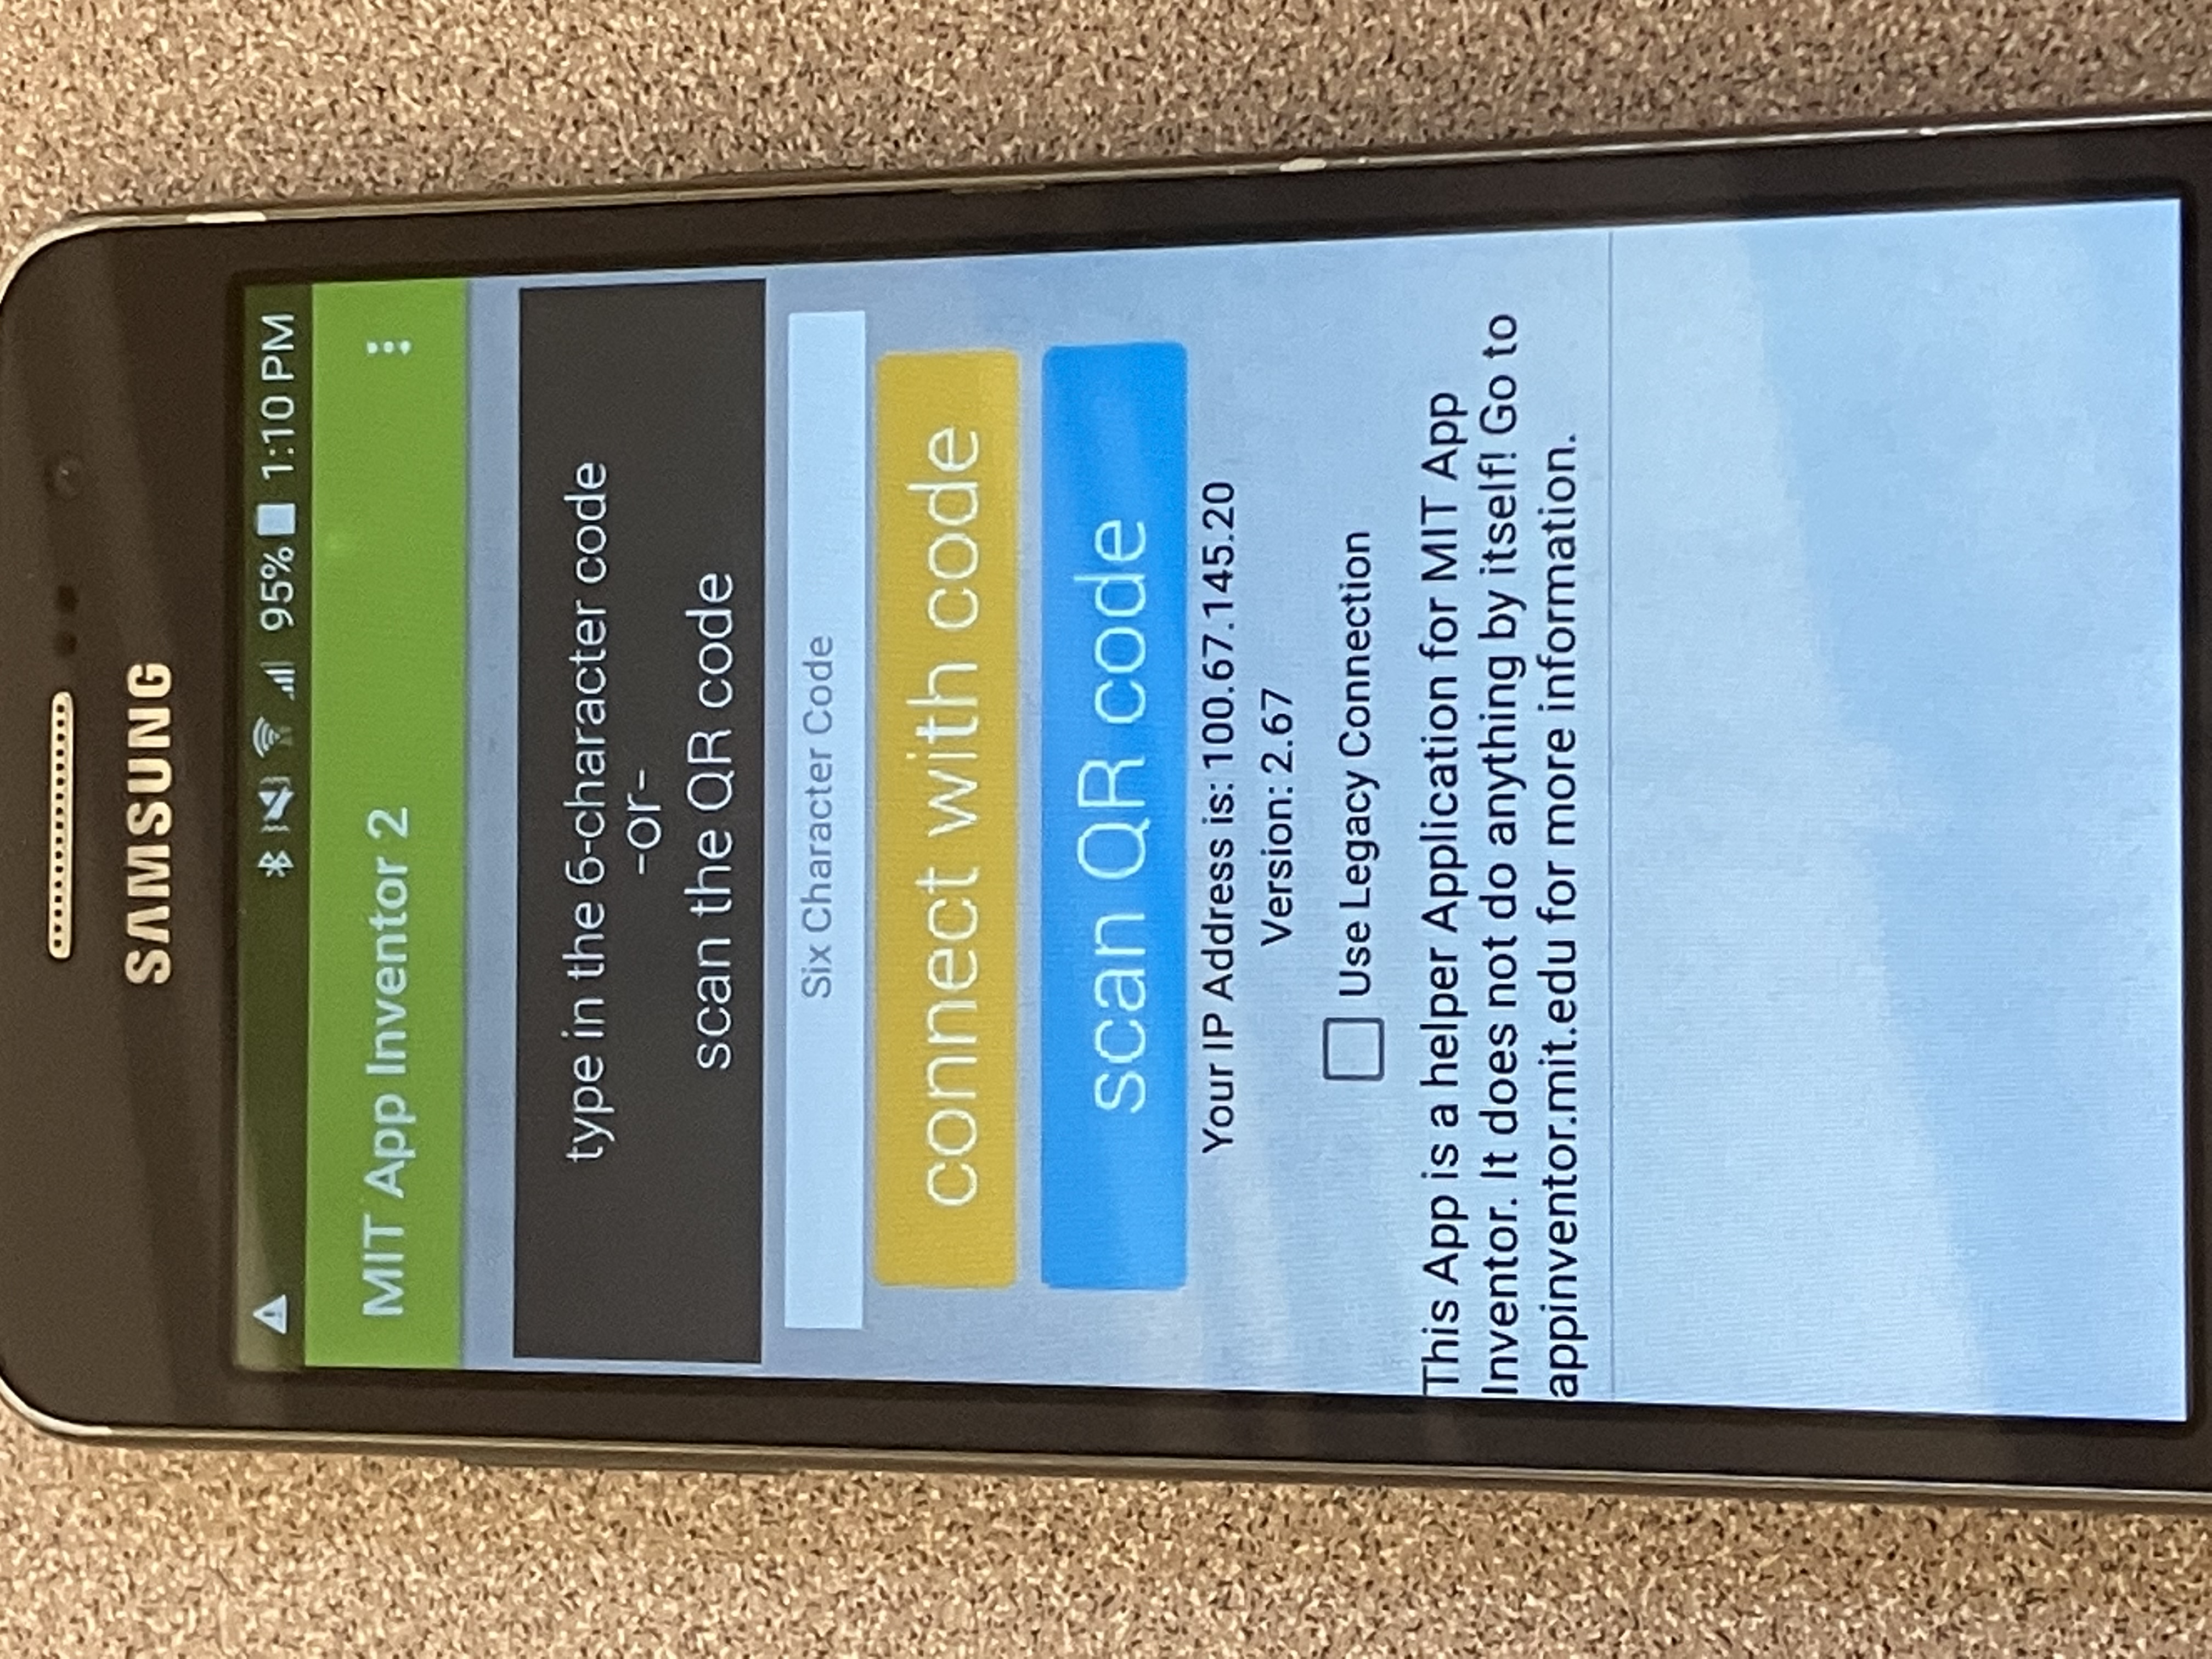 SAMSUNG
95% 1:10 PM
MIT App Inventor 2
type in the 6-character code
-or-
scan the QR code
Six Character Code
connect with code
scan QR code
Your IP Address is: 100.67.145.20
Version: 2.67
Use Legacy Connection
This App is a helper Application for MIT App
Inventor. It does not do anything by itself! Go to
appinventor.mit.edu for more information.